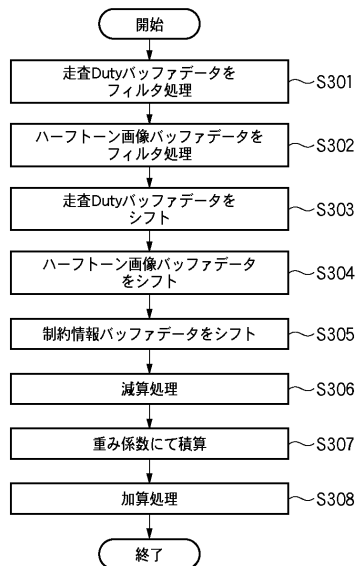 開始
走査Dutyバッファデータを
フィルタ処理
S301
ハーフトーン画像バッファデータを
フィルタ処理
S302
走査Dutyバッファデータを
シフト
S303
ハーフトーン画像バッファデータ
をシフト
S304
制約情報バッファデータをシフト
S305
減算処理
S306
重み係数にて積算
S307
加算処理
S308
終了